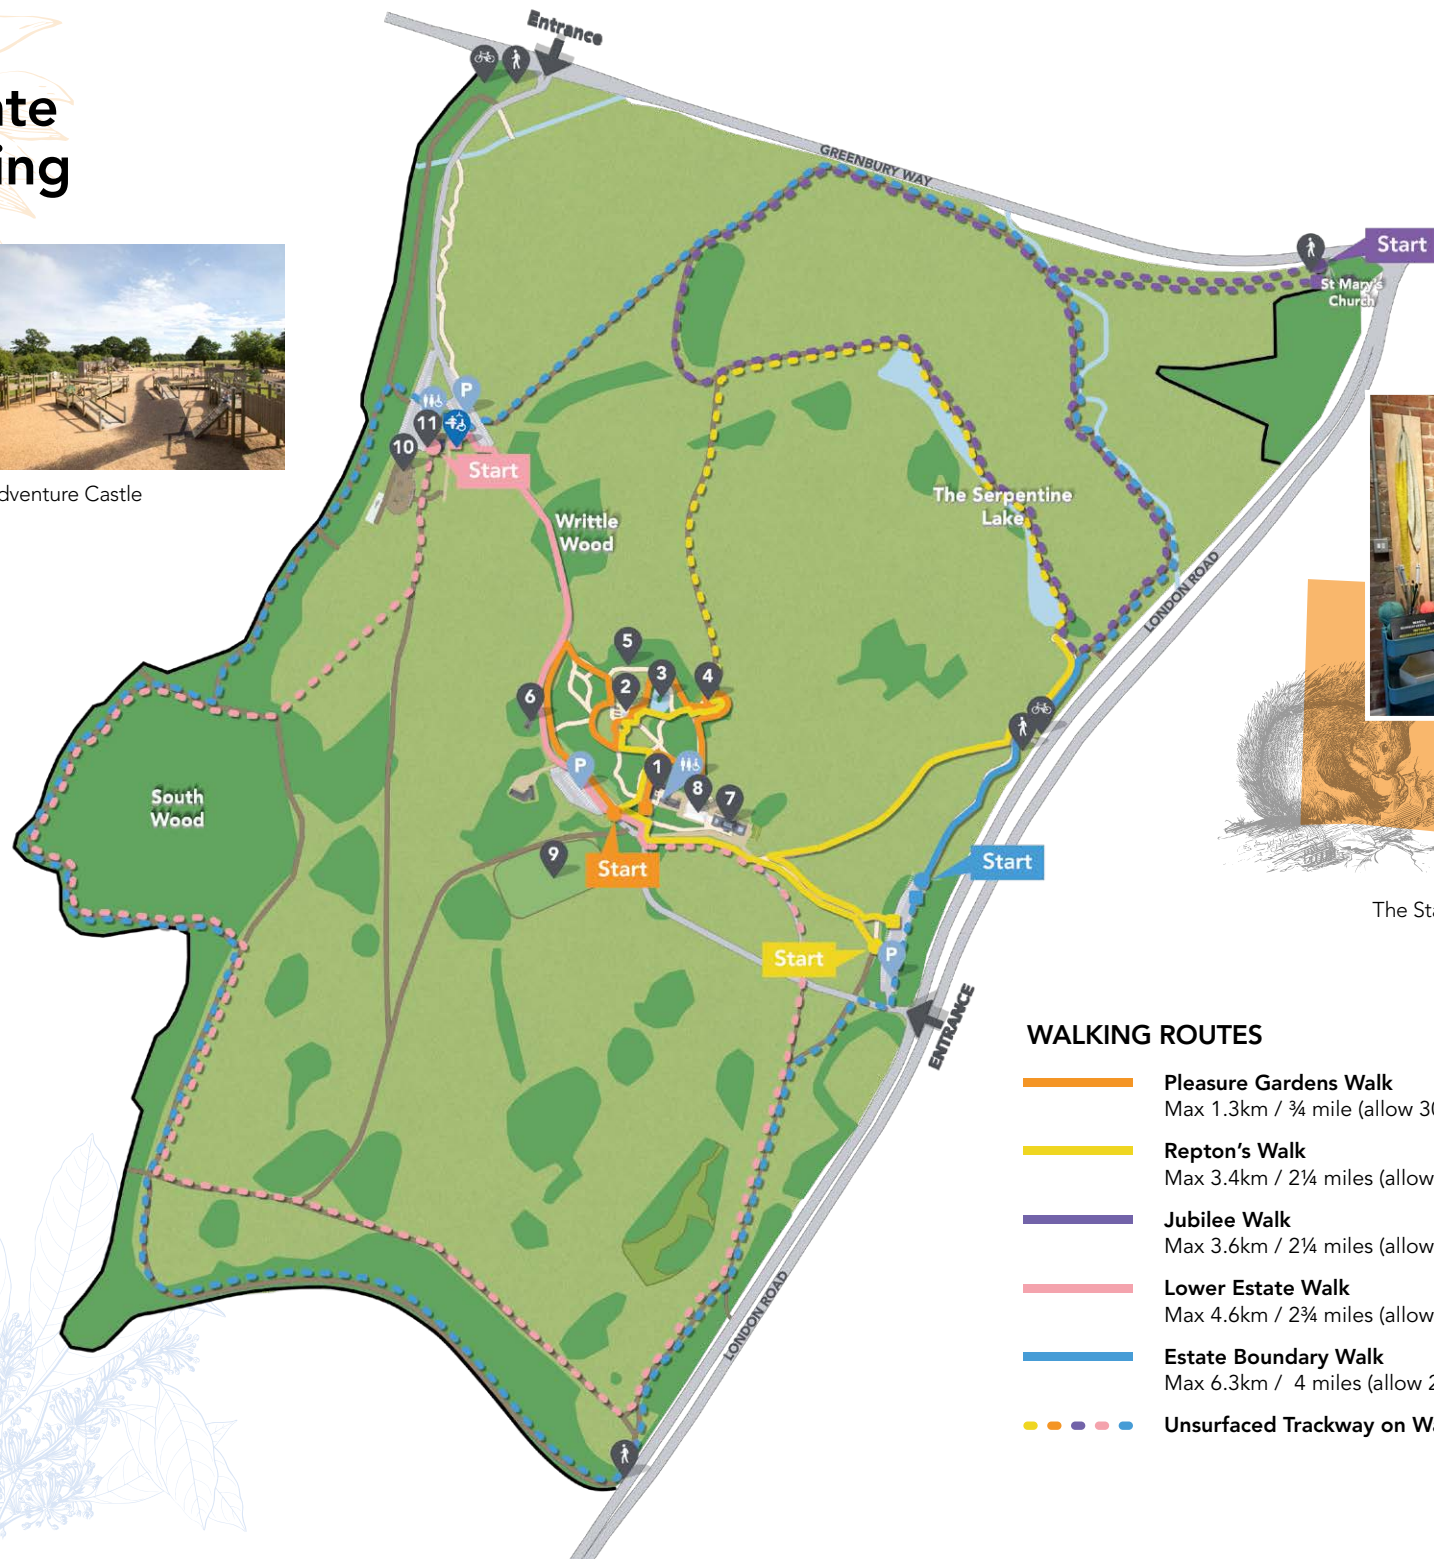 Entrance
GREENBURY WAY
Start
St Mary's
Church
P
11
10
Start
dventure Castle
Writtle
Wood
The Serpentine
Lake
LONDON ROAD
5
3
4
2
6
P
1
8
7
South
Wood
9
Start
Start
Start
P
The
ENTRANCE
LONDON ROAD
WALKING ROUTES
Pleasure Gardens Walk
Max 1.3km / ¾ mile (allow
Repton's Walk
Max 3.4km / 2¼ miles (allow
Jubilee Walk
Max 3.6km / 2¼ miles (allow
Lower Estate Walk
Max 4.6km / 2¾ miles (allow
Estate Boundary Walk
Max 6.3km / 4 miles (allow
Unsurfaced Trackway on